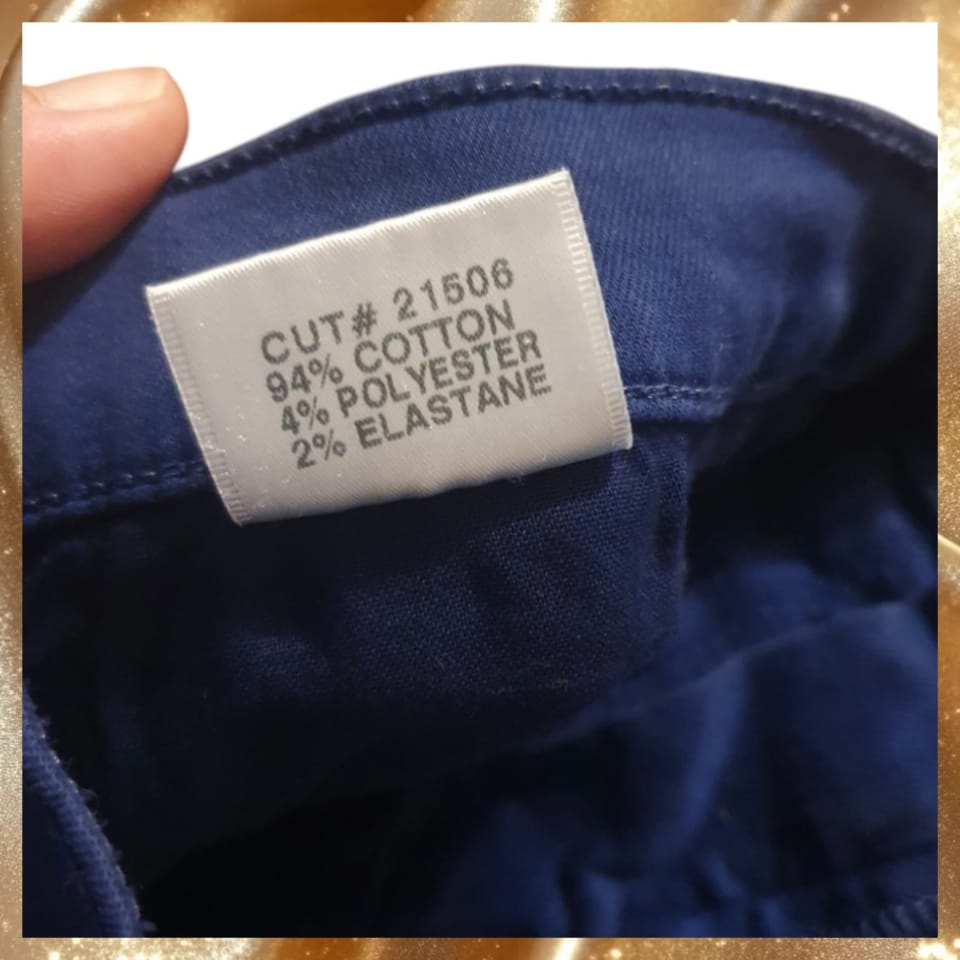 CUT# 21506
94% COTTON
4% POLYESTER
2% ELASTANE